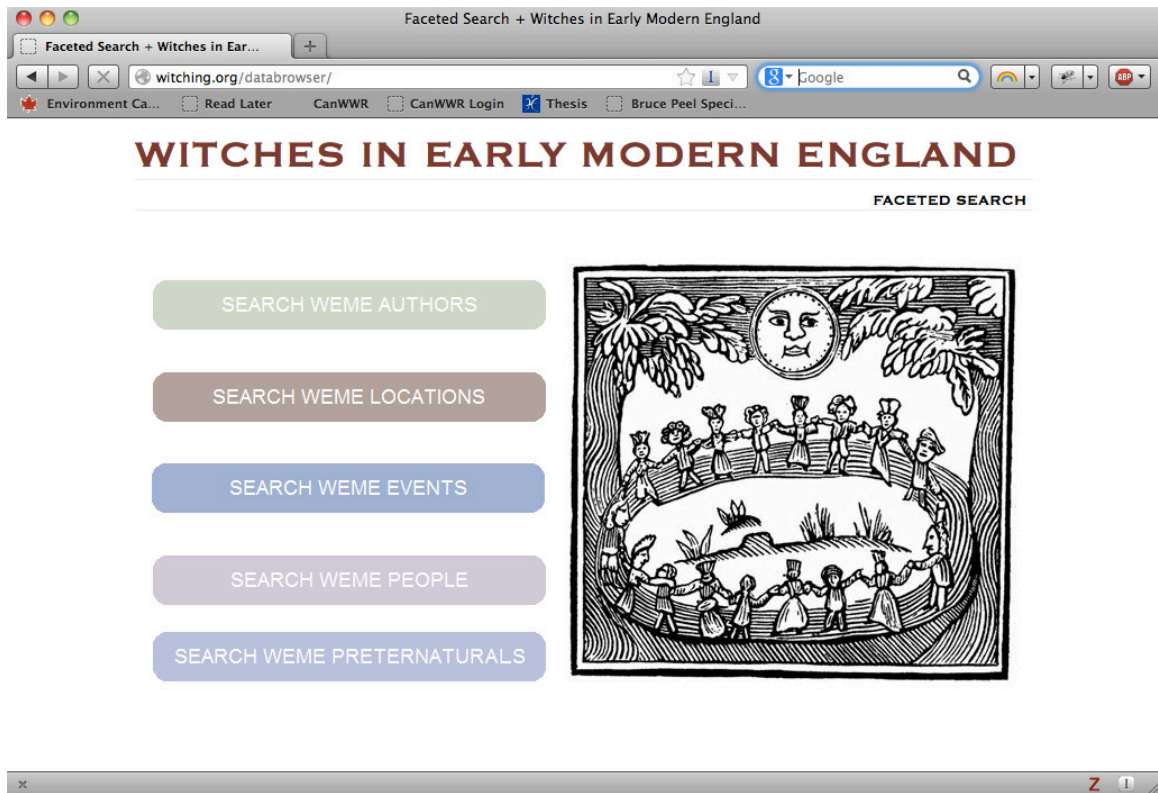 Faceted Search + Witches in Early Modern England
Faceted Search + Witches in Ear...
witching.org/databrowser/
I
8
Google
ABP
Environment Ca...
Read Later
CanWWR
CanWWR Login
Thesis
Bruce Peel Speci...
WITCHES IN EARLY MODERN ENGLAND
FACETED SEARCH
SEARCH WEME AUTHORS
SEARCH WEME LOCATIONS
SEARCH WEME EVENTS
SEARCH WEME PEOPLE
SEARCH WEME PRETERNATURALS
Z
I